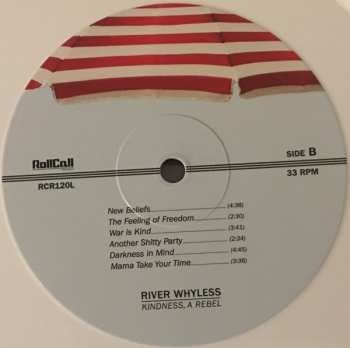 RollCall
RCR120L
SIDE B
33 RPM
New Beliefs (4:38)
The Feeling of Freedom (2:30)
War is Kind (3:41)
Another Shitty Party (2:34)
Darkness in Mind (4:45)
Mama Take Your Time (3:38)
RIVER WHYLESS
KINDNESS, A REBEL